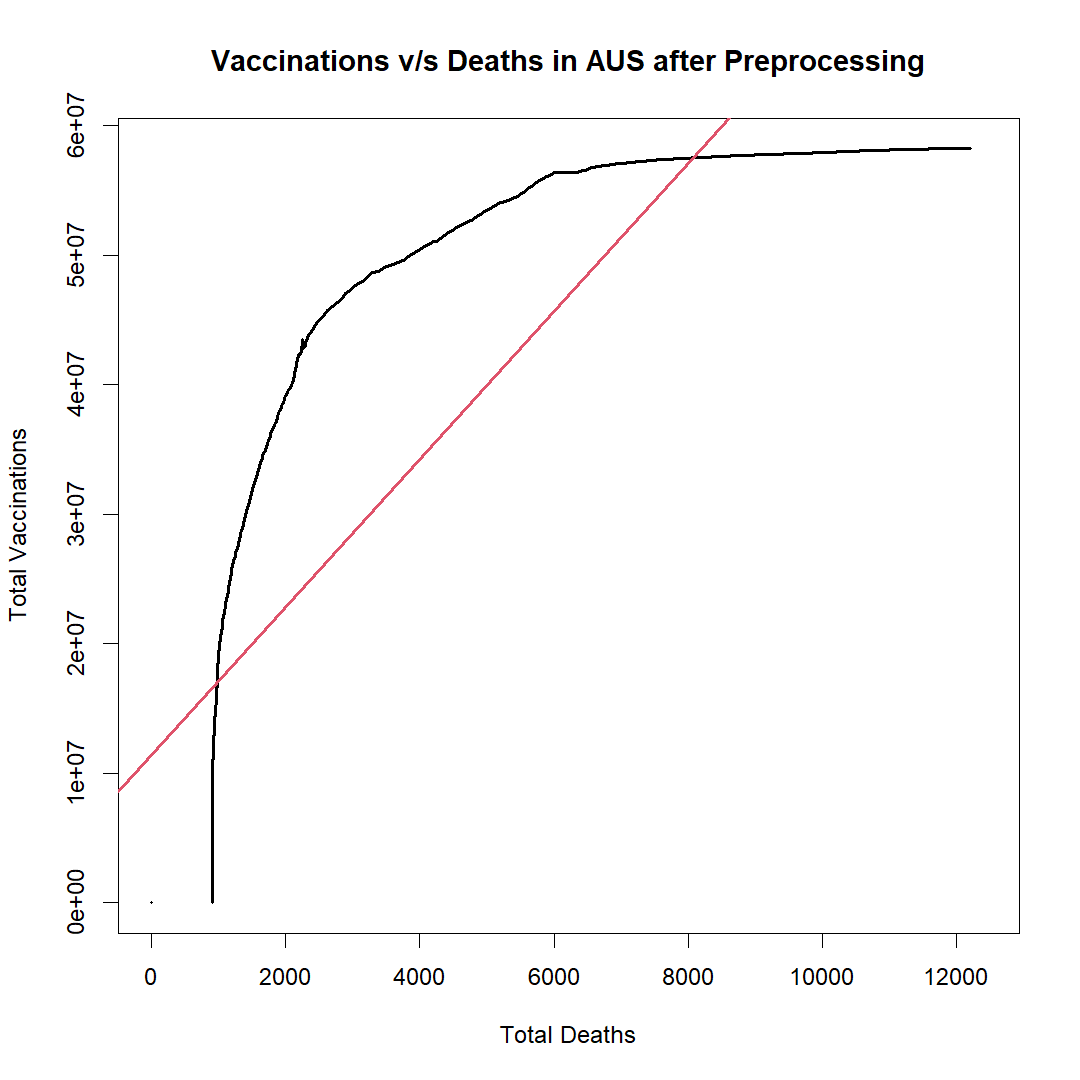 Vaccinations v/s Deaths in AUS after Preprocessing
6e+07
5e+07
4e+07
3e+07
2e+07
1e+07
0e+00
Total Vaccinations
0 2000 4000 6000 8000 10000 12000
Total Deaths